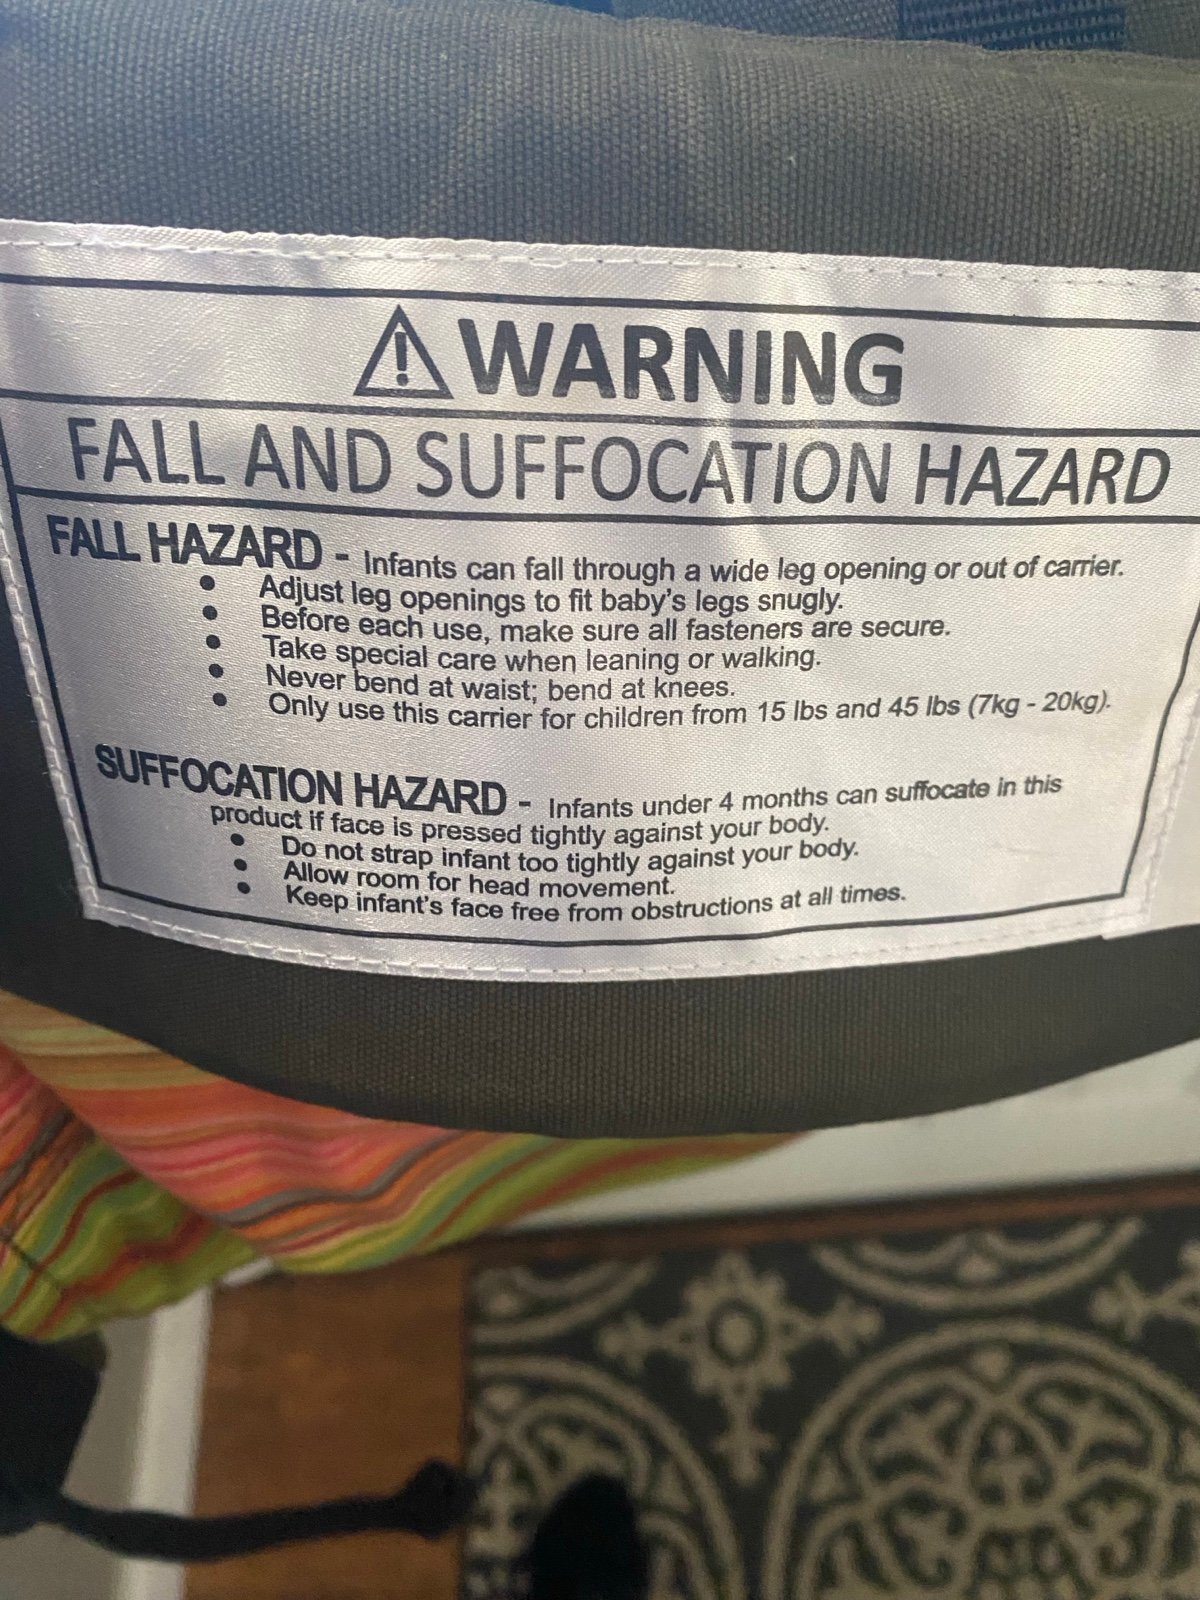 WARNING
FALL AND SUFFOCATION HAZARD
FALL HAZARD - Infants can fall through a wide leg opening or out of carrier.
• Adjust leg openings to fit baby's legs snugly.
• Before each use, make sure all fasteners are secure.
• Take special care when leaning or walking.
• Never bend at waist; bend at knees.
• Only use this carrier for children from 15 lbs and 45 lbs (7kg - 20kg).
SUFFOCATION HAZARD - Infants under 4 months can suffocate in this
product if face is pressed tightly against your body.
• Do not strap infant too tightly against your body.
• Allow room for head movement.
• Keep infant's face free from obstructions at all times.